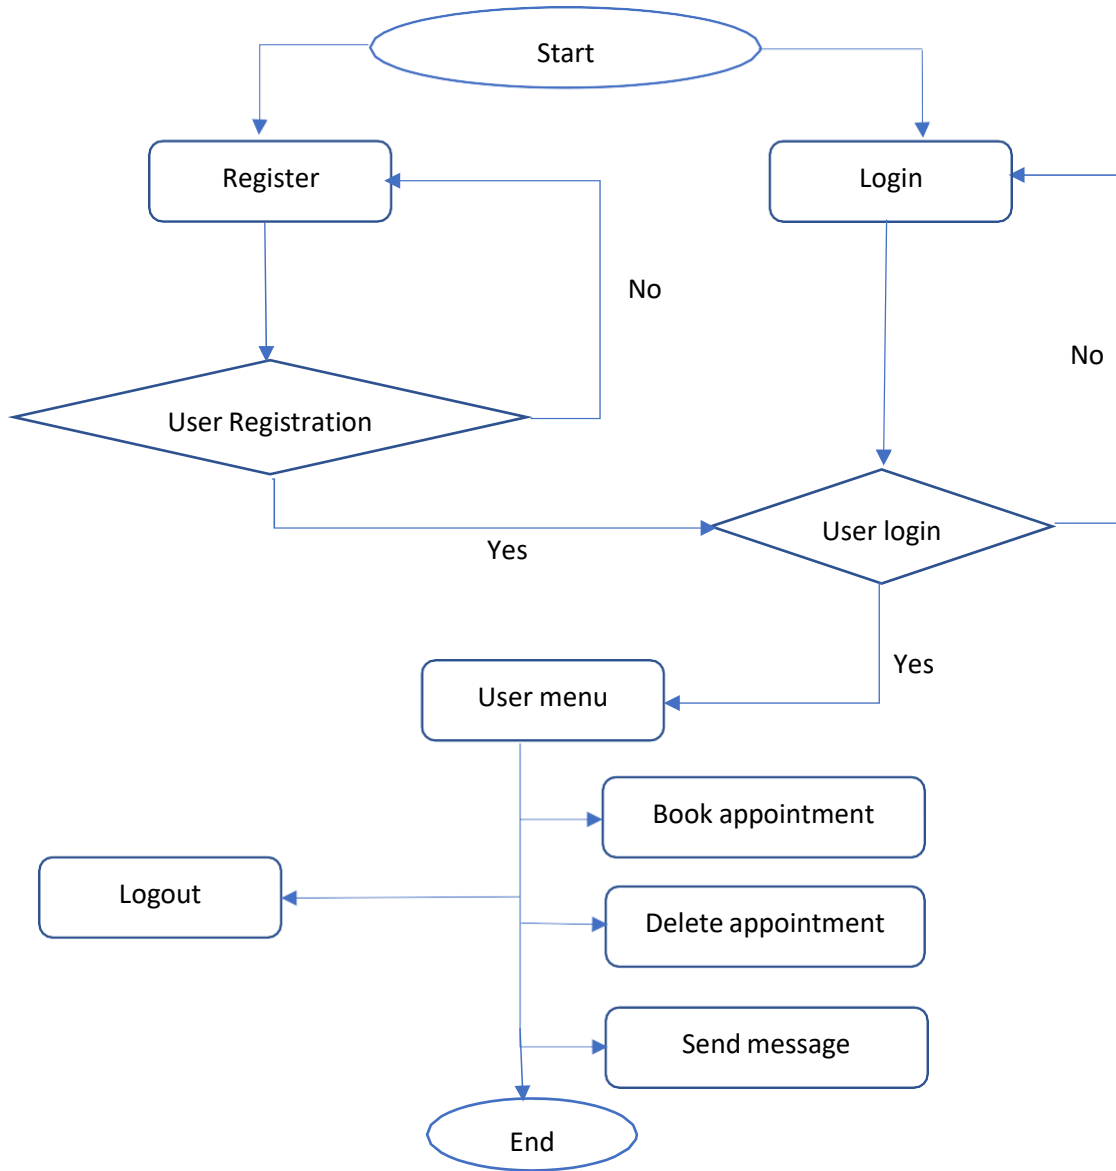 Start
Register
Login
No
No
User Registration
User login
Yes
Yes
User menu
Book appointment
Logout
Delete appointment
Send message
End